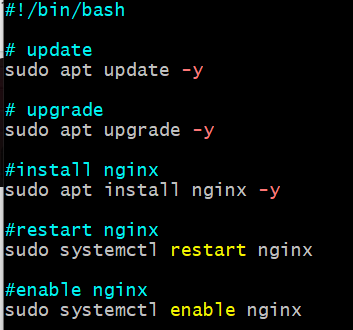 #!/bin/bash
# update
sudo apt update -y
# upgrade
sudo apt upgrade -y
#install nginx
sudo apt install nginx -y
#restart nginx
sudo systemctl restart nginx
#enable nginx
sudo systemctl enable nginx